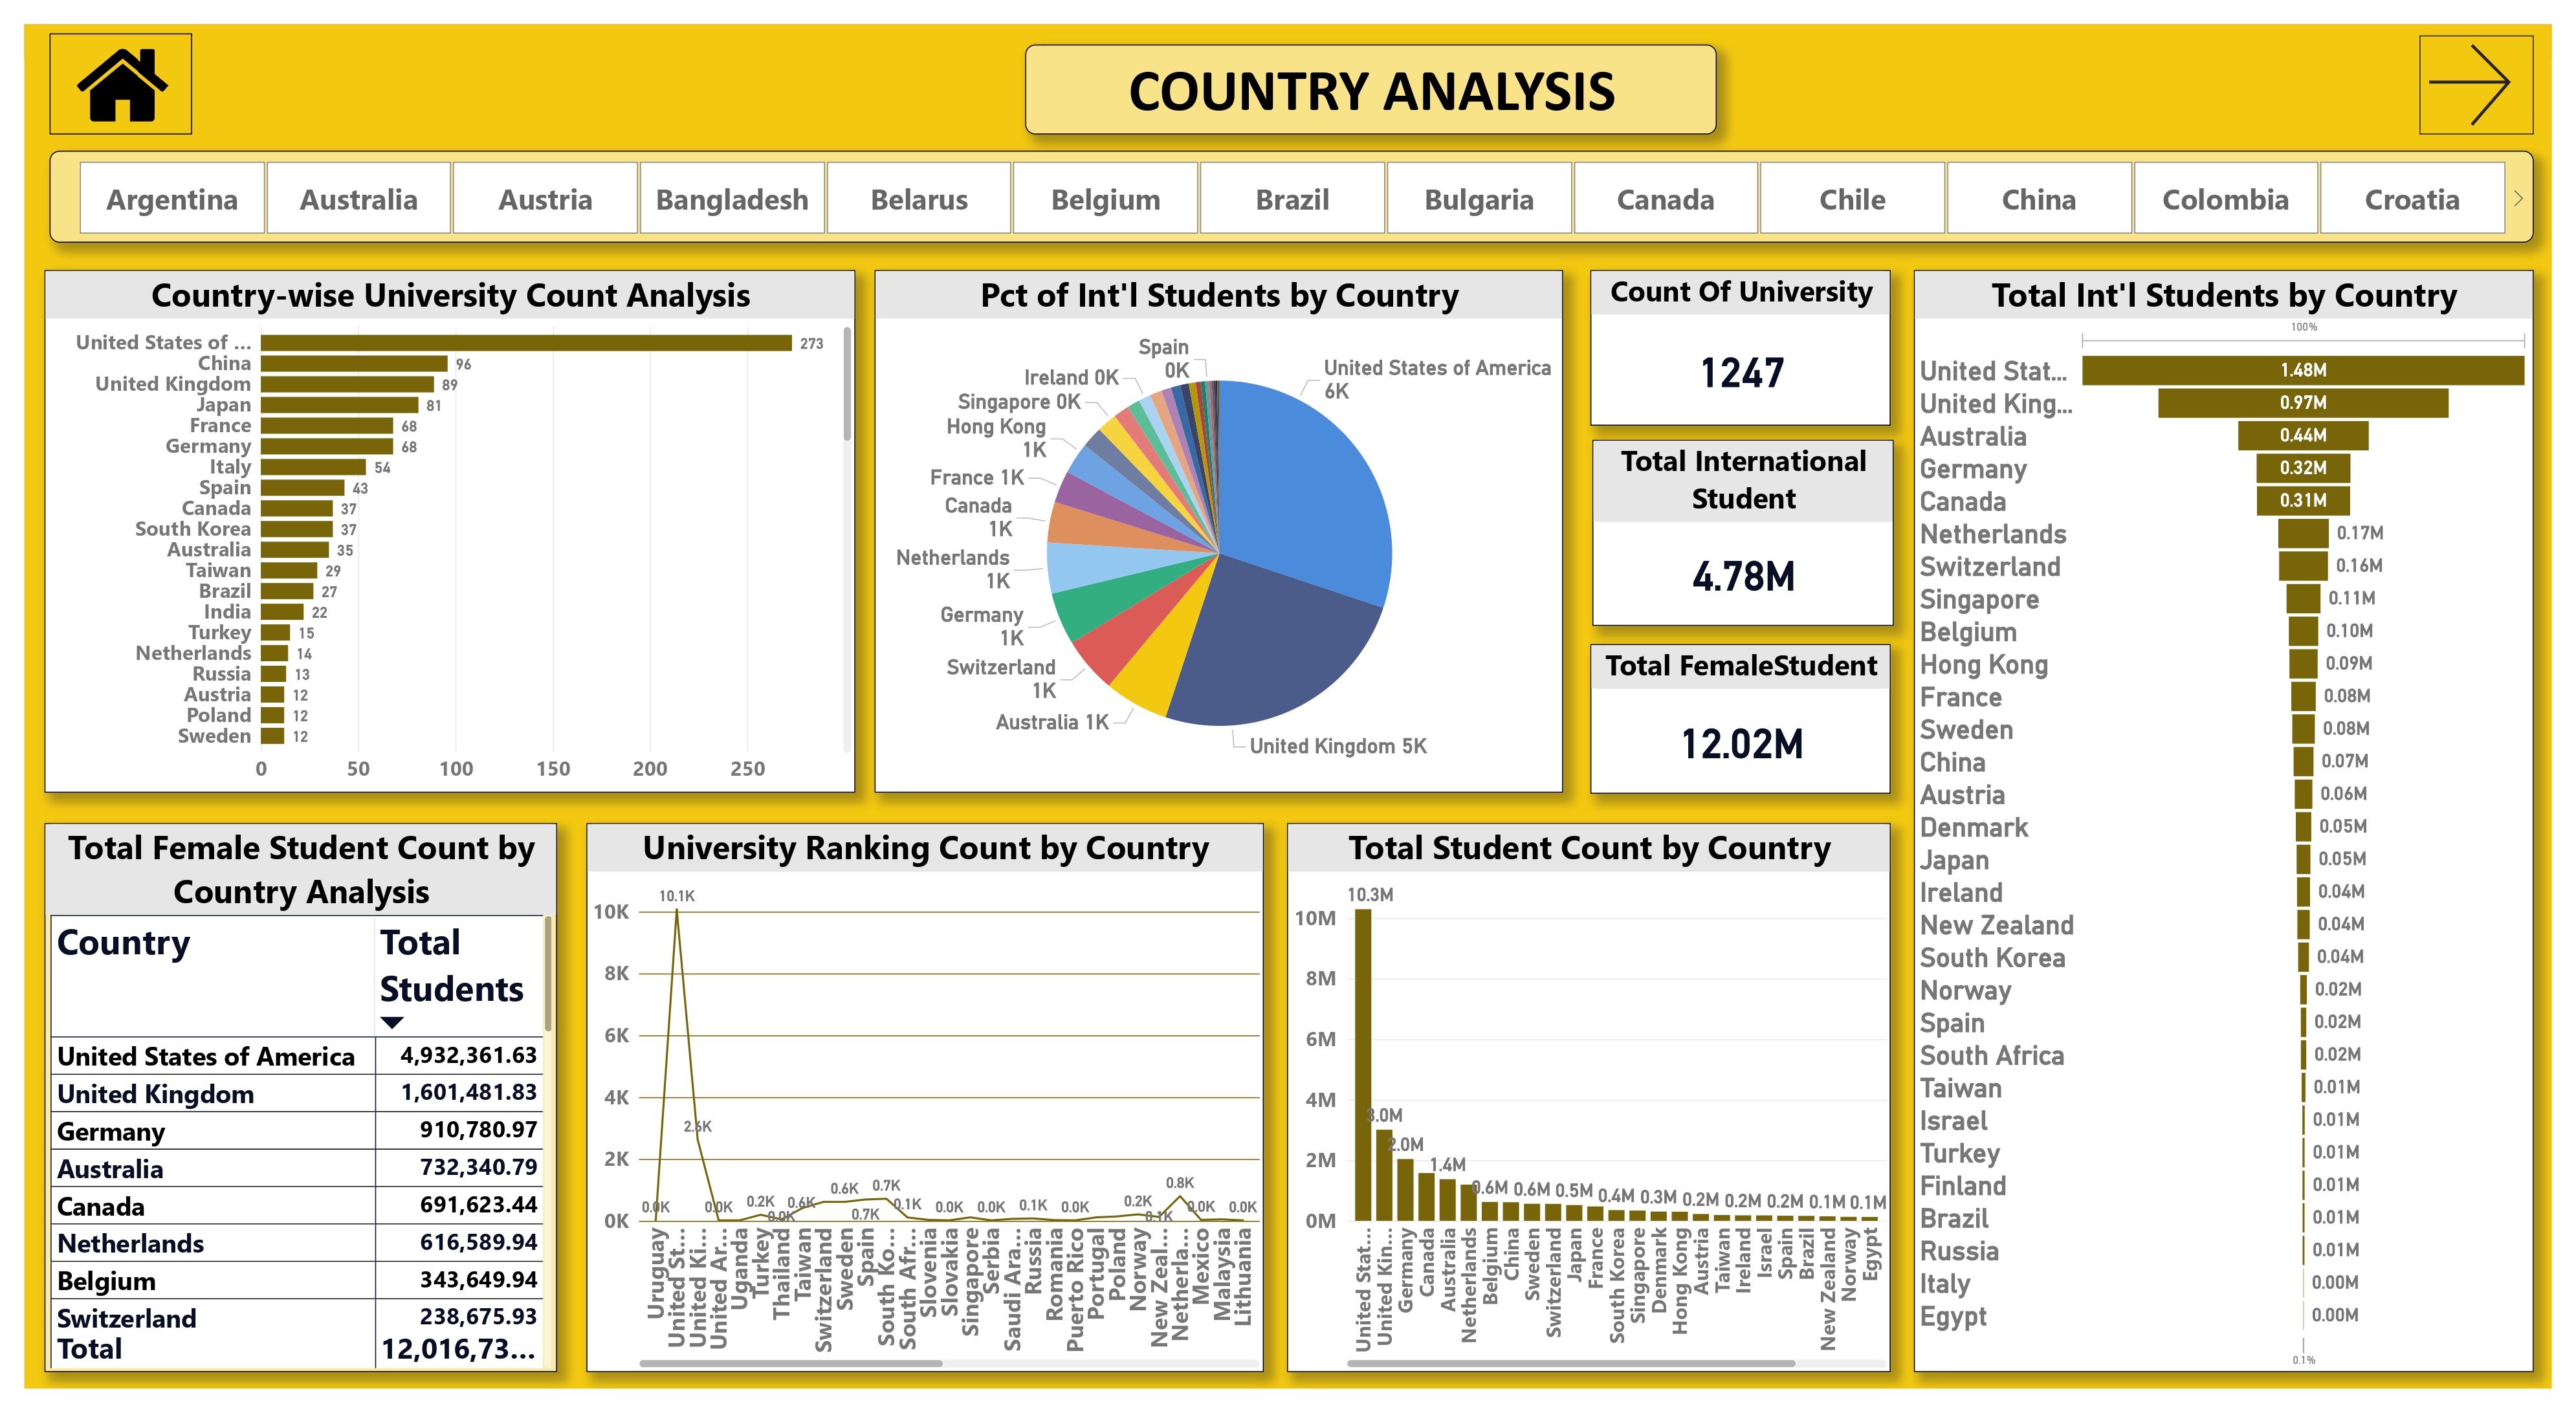 COUNTRY ANALYSIS
Argentina
Australia
Austria
Bangladesh
Belarus
Belgium
Brazil
Bulgaria
Canada
Chile
China
Colombia
Croatia
Country-wise University Count Analysis
United States of ... 273
China 96
United Kingdom 89
Japan 81
France 68
Germany 68
Italy 54
Spain 43
Canada 37
South Korea 37
Australia 35
Taiwan 29
Brazil 27
India 22
Turkey 15
Netherlands 14
Russia 13
Austria 12
Poland 12
Sweden 12
0 50 100 150 200 250
Pct of Int'l Students by Country
United States of America
6K
United Kingdom 5K
Australia 1K
Switzerland
1K
Germany
1K
Netherlands
1K
Canada
1K
France 1K
Hong Kong
1K
Singapore 0K
Ireland 0K
Spain
0K
Count Of University
1247
Total International
Student
4.78M
Total FemaleStudent
12.02M
Total Int'l Students by Country
100%
United Stat... 1.48M
United King... 0.97M
Australia 0.44M
Germany 0.32M
Canada 0.31M
Netherlands 0.17M
Switzerland 0.16M
Singapore 0.11M
Belgium 0.10M
Hong Kong 0.09M
France 0.08M
Sweden 0.08M
China 0.07M
Austria 0.06M
Denmark 0.05M
Japan 0.05M
Ireland 0.04M
New Zealand 0.04M
South Korea 0.04M
Norway 0.02M
Spain 0.02M
South Africa 0.02M
Taiwan 0.01M
Israel 0.01M
Turkey 0.01M
Finland 0.01M
Brazil 0.01M
Russia 0.01M
Italy 0.00M
Egypt 0.00M
0.1%
Total Female Student Count by
Country Analysis
Country Total
Students
United States of America 4,932,361.63
United Kingdom 1,601,481.83
Germany 910,780.97
Australia 732,340.79
Canada 691,623.44
Netherlands 616,589.94
Belgium 343,649.94
Switzerland 238,675.93
Total 12,016,73...
University Ranking Count by Country
10K
8K
6K
4K
2K
0K
0.0K
10.1K
2.6K
0.0K
0.2K
0.0K
0.6K
0.6K
0.7K
0.7K
0.1K
0.0K
0.0K
0.1K
0.0K
0.2K
0.1K
0.8K
0.0K
0.0K
Uruguay
United St...
United Ki...
United Ar...
Uganda
Turkey
Thailand
Taiwan
Switzerland
Sweden
Spain
South Ko...
South Afr...
Slovenia
Slovakia
Singapore
Serbia
Saudi Ara...
Russia
Romania
Puerto Rico
Portugal
Poland
Norway
New Zeal...
Netherla...
Mexico
Malaysia
Lithuania
Total Student Count by Country
10M
8M
6M
4M
2M
0M
10.3M
3.0M
2.0M
1.4M
0.6M
0.6M
0.5M
0.4M
0.3M
0.2M
0.2M
0.2M
0.1M
0.1M
United Stat...
United Kin...
Germany
Canada
Australia
Netherlands
Belgium
China
Sweden
Switzerland
Japan
France
South Korea
Singapore
Denmark
Hong Kong
Austria
Taiwan
Ireland
Israel
Spain
Brazil
New Zealand
Norway
Egypt